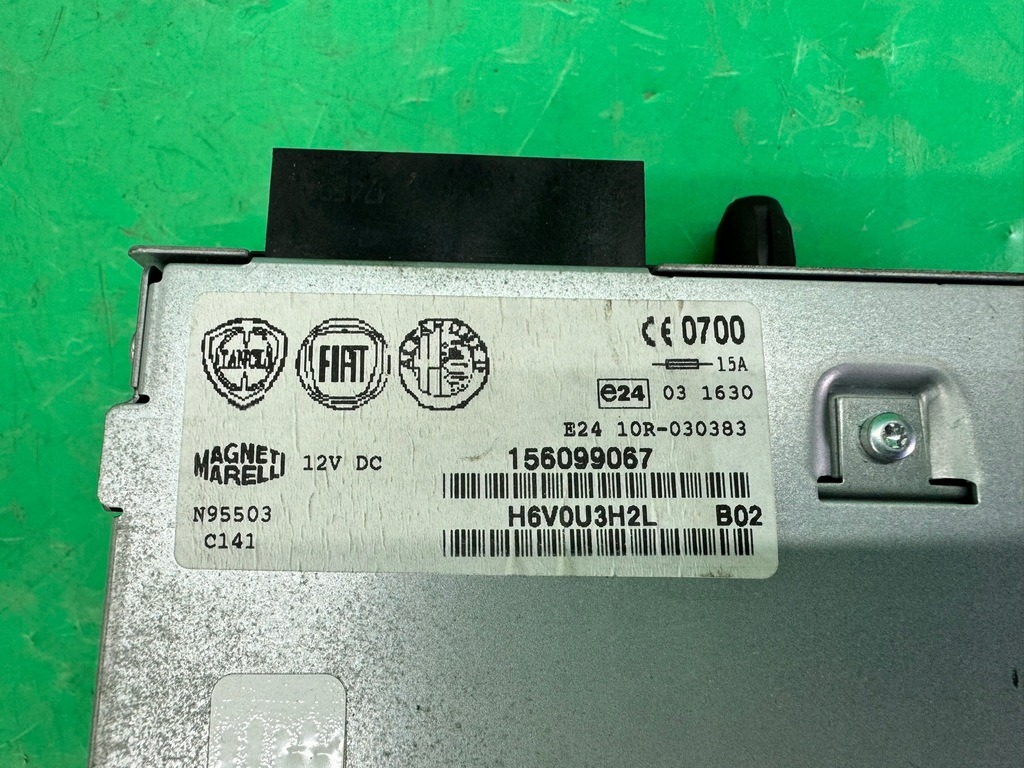 LANCIA FIAT
CE 0700
15A
e24 03 1630
E24 10R-030383
MAGNETI
MARELLI 12V DC
156099067
N95503
H6V0U3H2L B02
C141